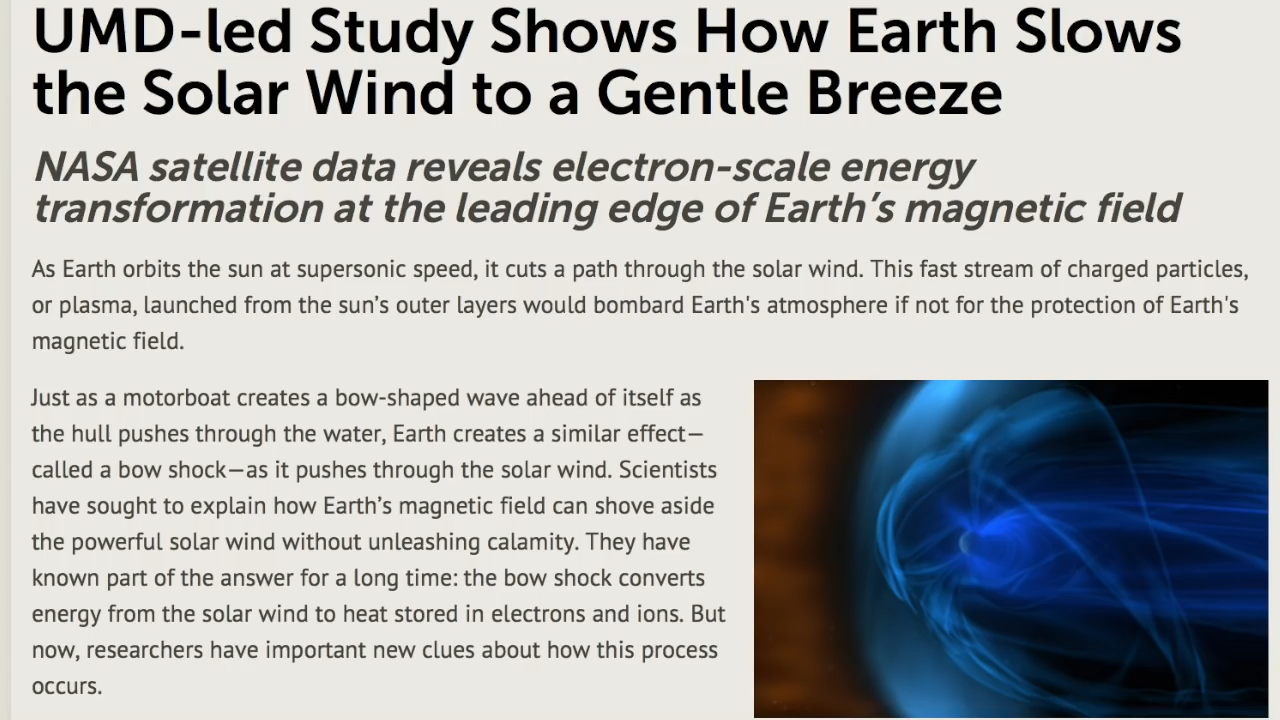 UMD-led Study Shows How Earth Slows
the Solar Wind to a Gentle Breeze
NASA satellite data reveals electron-scale energy
transformation at the leading edge of Earth’s magnetic field
As Earth orbits the sun at supersonic speed, it cuts a path through the solar wind. This fast stream of charged particles,
or plasma, launched from the sun’s outer layers would bombard Earth's atmosphere if not for the protection of Earth's
magnetic field.
Just as a motorboat creates a bow-shaped wave ahead of itself as
the hull pushes through the water, Earth creates a similar effect—
called a bow shock—as it pushes through the solar wind. Scientists
have sought to explain how Earth’s magnetic field can shove aside
the powerful solar wind without unleashing calamity. They have
known part of the answer for a long time: the bow shock converts
energy from the solar wind to heat stored in electrons and ions. But
now, researchers have important new clues about how this process
occurs.